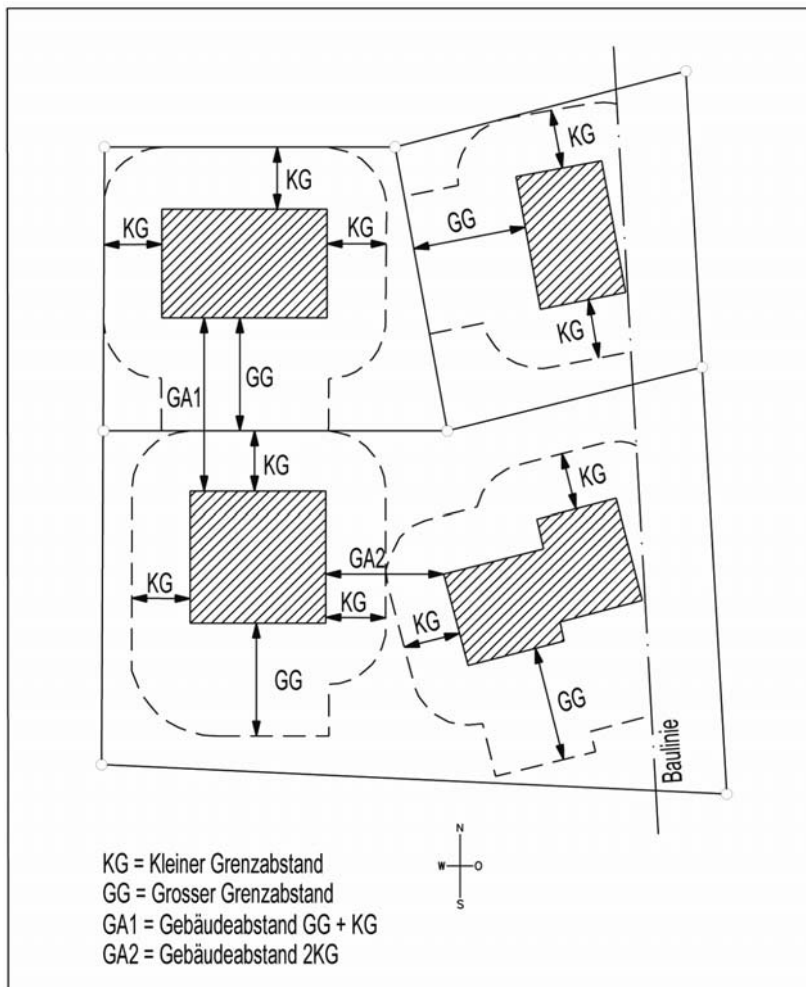 KG
KG
KG
KG
GG
KG
GA1
GG
KG
KG
KG
GA2
KG
KG
KG
GG
GG
Baulinie
N
W O
S
KG = Kleiner Grenzabstand
GG = Grosser Grenzabstand
GA1 = Gebäudeabstand GG + KG
GA2 = Gebäudeabstand 2KG